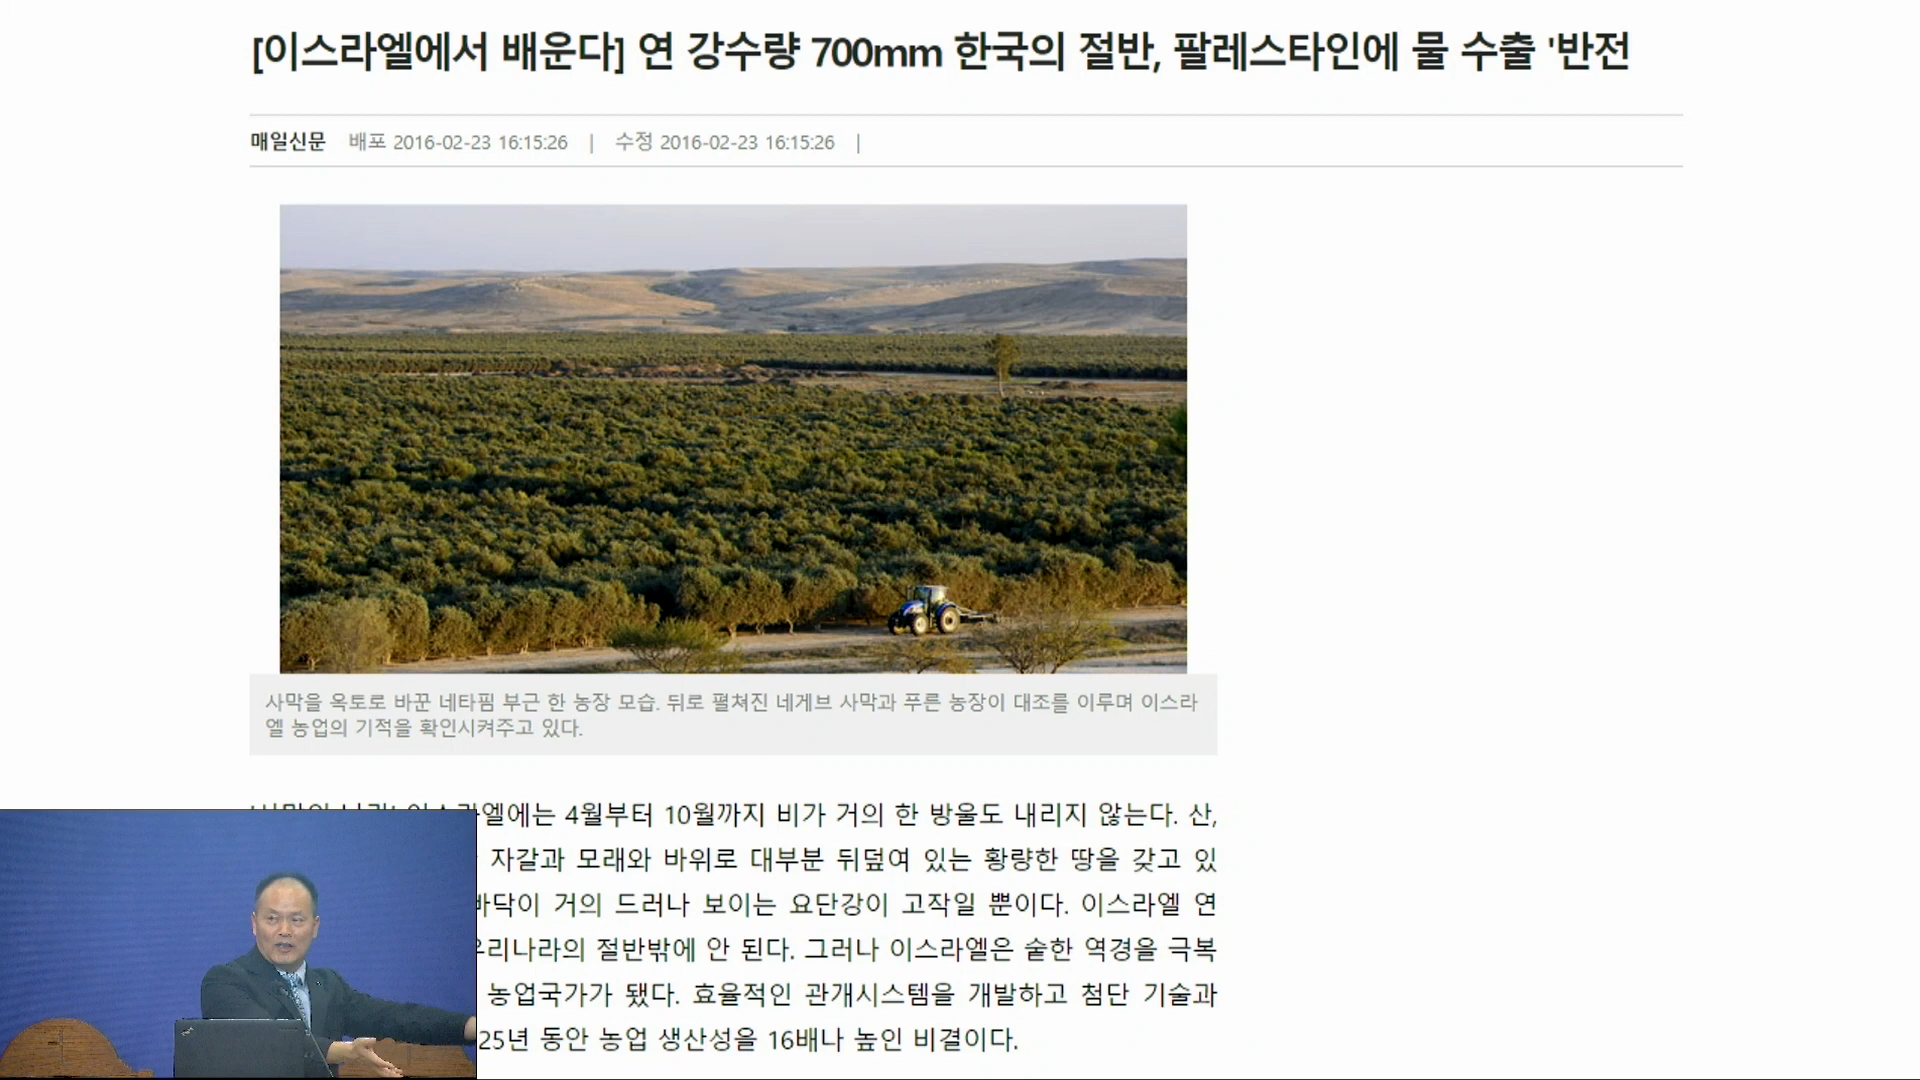 [이스라엘에서 배운다] 연 강수량 700mm 한국의 절반, 팔레스타인에 물 수출 '반전
매일신문 배포 2016-02-23 16:15:26 | 수정 2016-02-23 16:15:26 |
사막을 옥토로 바꾼 네타핌 부근 한 농장 모습. 뒤로 펼쳐진 네게브 사막과 푸른 농장이 대조를 이루며 이스라
엘 농업의 기적을 확인시켜주고 있다.
엘에는 4월부터 10월까지 비가 거의 한 방울도 내리지 않는다. 산,
자갈과 모래와 바위로 대부분 뒤덮여 있는 황량한 땅을 갖고 있
바닥이 거의 드러나 보이는 요단강이 고작일 뿐이다. 이스라엘 연
우리나라의 절반밖에 안 된다. 그러나 이스라엘은 숱한 역경을 극복
농업국가가 됐다. 효율적인 관개시스템을 개발하고 첨단 기술과
25년 동안 농업 생산성을 16배나 높인 비결이다.